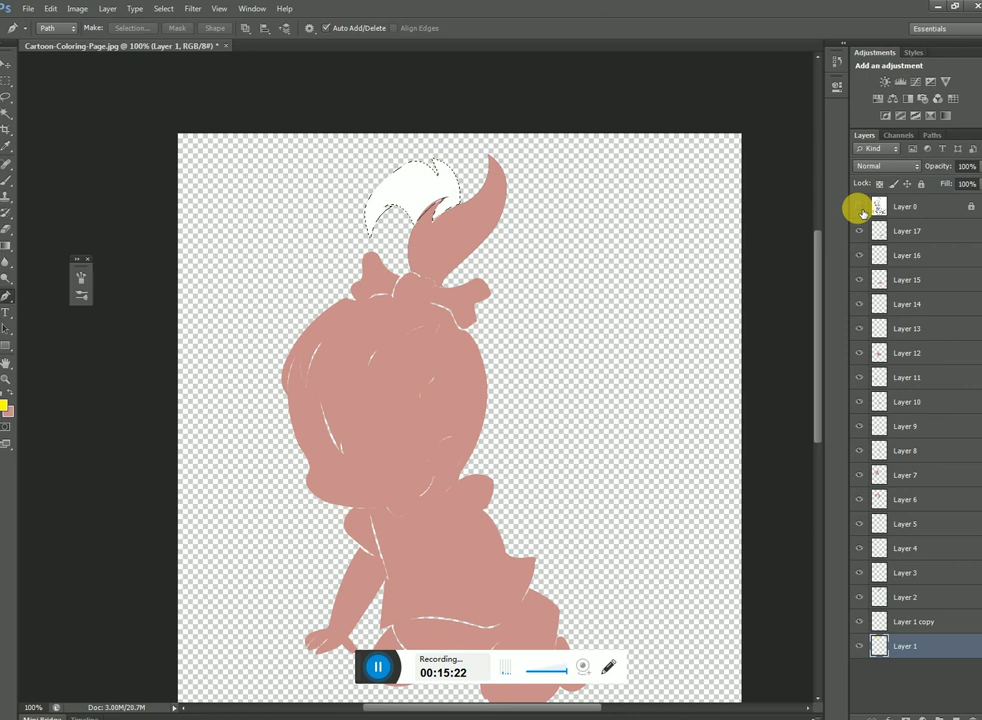 Ps File Edit Image Layer Type Select Filter View Window Help
Path Make: Selection... Mask Shape Auto Add/Delete Align Edges Essentials
Cartoon-Coloring-Page.jpg @ 100% (Layer 1, RGB/8#) * ×
Adjustments Styles
Add an adjustment
Layers Channels Paths
Kind
Normal Opacity: 100%
Lock: Fill: 100%
Layer 0
Layer 17
Layer 16
Layer 15
Layer 14
Layer 13
Layer 12
Layer 11
Layer 10
Layer 9
Layer 8
Layer 7
Layer 6
Layer 5
Layer 4
Layer 3
Layer 2
Layer 1 copy
Layer 1
Recording...
00:15:22
100% Doc: 3.00M/20.7M
Mini Bridge Timeline